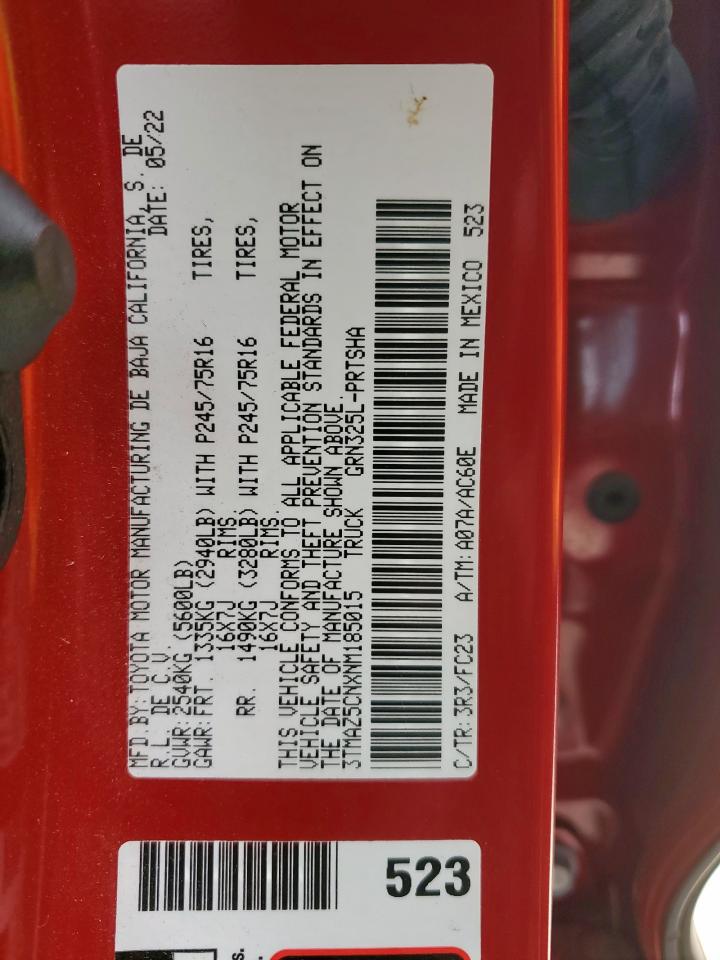 MFD.BY:TOYOTA MOTOR MANUFACTURING DE BAJA CALIFORNIA, S. DE
R.L. DE C.V. DATE: 05/22
GVWR:2540KG (5600LB)
GAWR:FRT. 1335KG (2940LB) WITH P245/75R16 TIRES,
16X7J RIMS.
RR. 1490KG (3280LB) WITH P245/75R16 TIRES,
16X7J RIMS.
THIS VEHICLE CONFORMS TO ALL APPLICABLE FEDERAL MOTOR
VEHICLE SAFETY AND THEFT PREVENTION STANDARDS IN EFFECT ON
THE DATE OF MANUFACTURE SHOWN ABOVE.
3TMAZ5CNXNM185015 TRUCK GRN325L-PRTSHA
C/TR:3R3/FC23 A/TM:A07A/AC60E MADE IN MEXICO 523
523